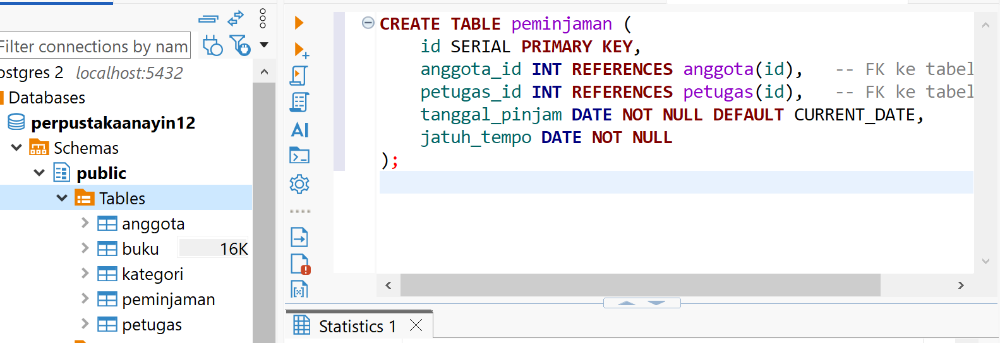 Filter connections by nam
ostgres 2 localhost:5432
Databases
perpustakaanayin12
Schemas
public
Tables
anggota
buku 16K
kategori
peminjaman
petugas
AI
CREATE TABLE peminjaman (
id SERIAL PRIMARY KEY,
anggota_id INT REFERENCES anggota(id), -- FK ke tabel
petugas_id INT REFERENCES petugas(id), -- FK ke tabel
tanggal_pinjam DATE NOT NULL DEFAULT CURRENT_DATE,
jatuh_tempo DATE NOT NULL
);
Statistics 1